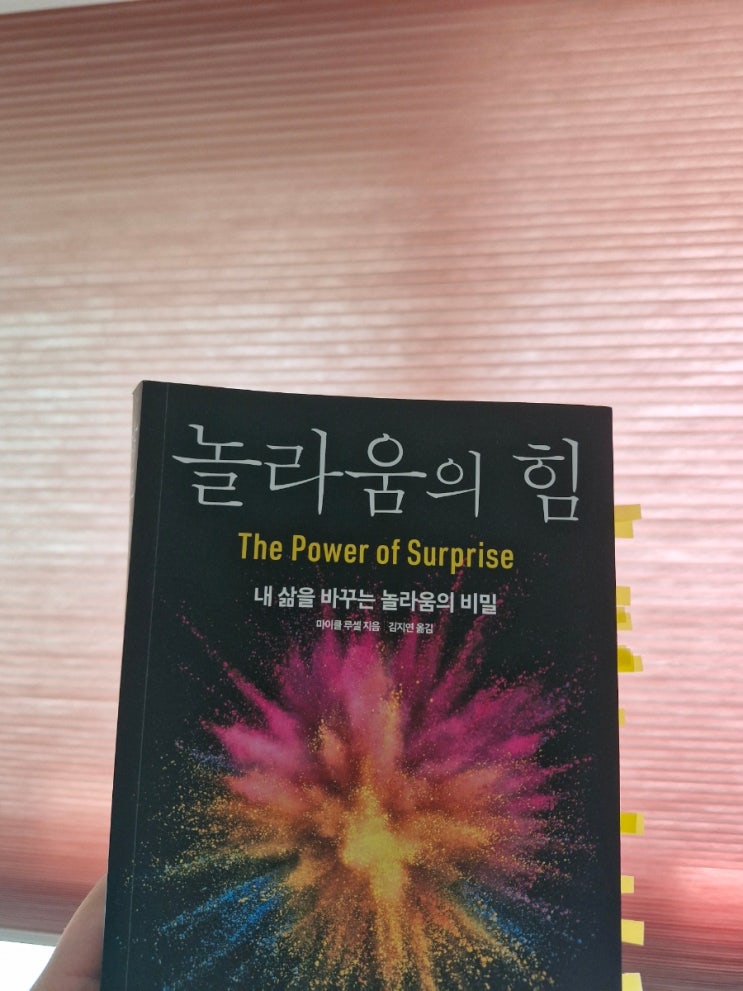 놀라움의 힘
The Power of Surprise
내 삶을 바꾸는 놀라움의 비밀
마이클 루셀 지음 김지연 옮김